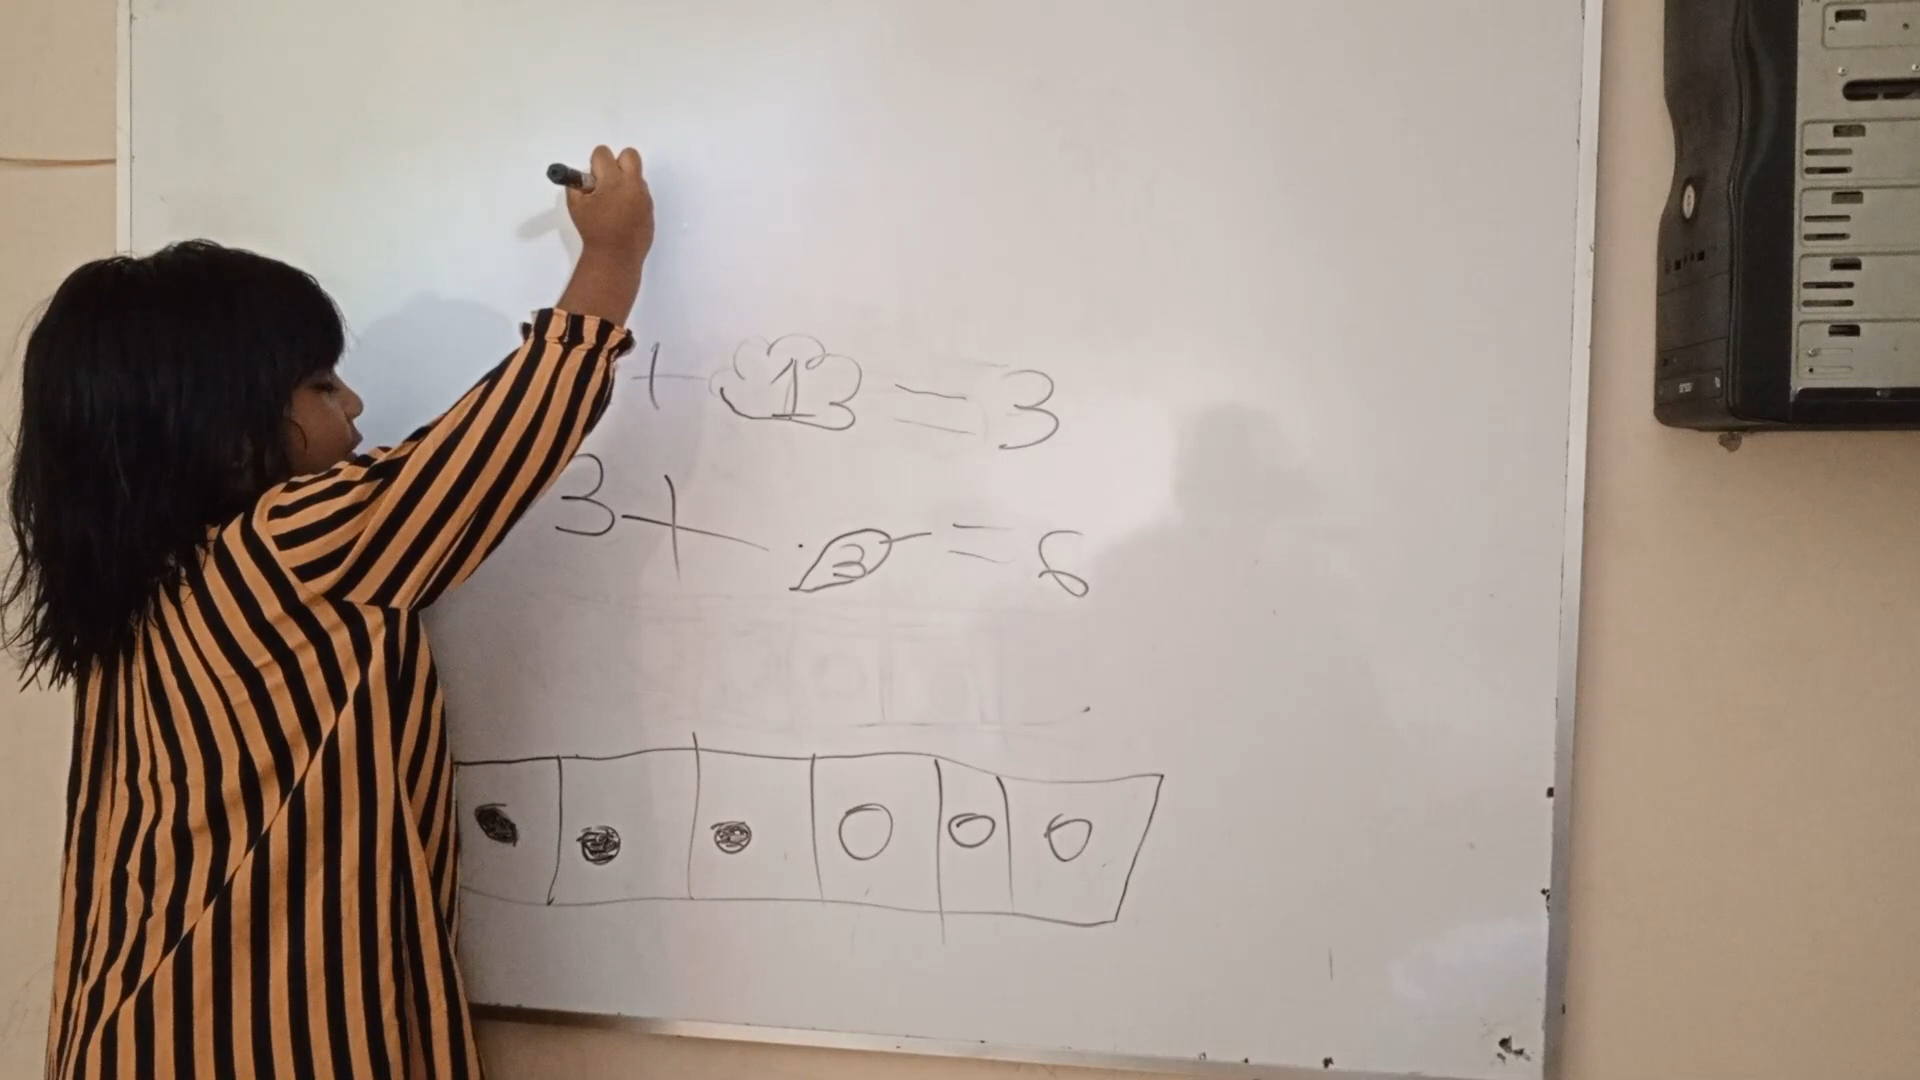 + 1 = 3
3 + 3 = 6